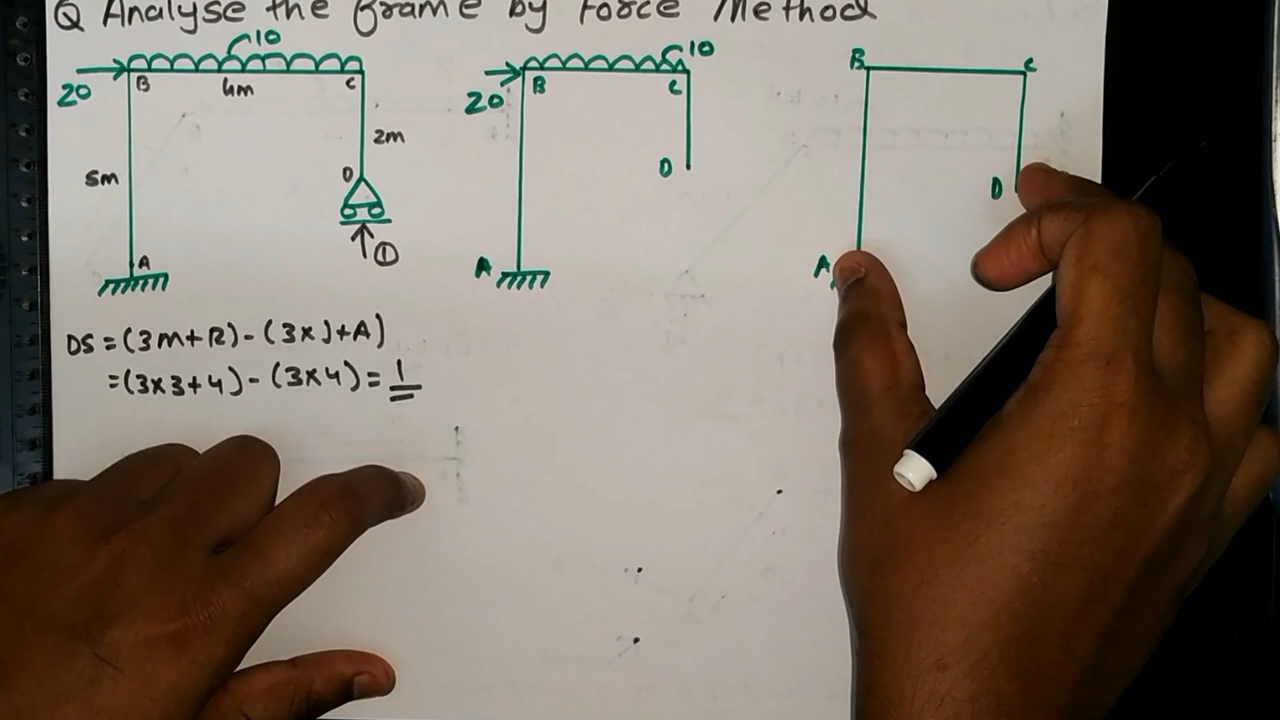 Q Analyse the frame by Force Method
10
20
B
4m
C
5m
2m
D
A
1
10
20
B
C
D
A
B
C
D
A
DS = (3m+R) - (3xJ+A)
= (3x3+4) - (3x4) = 1